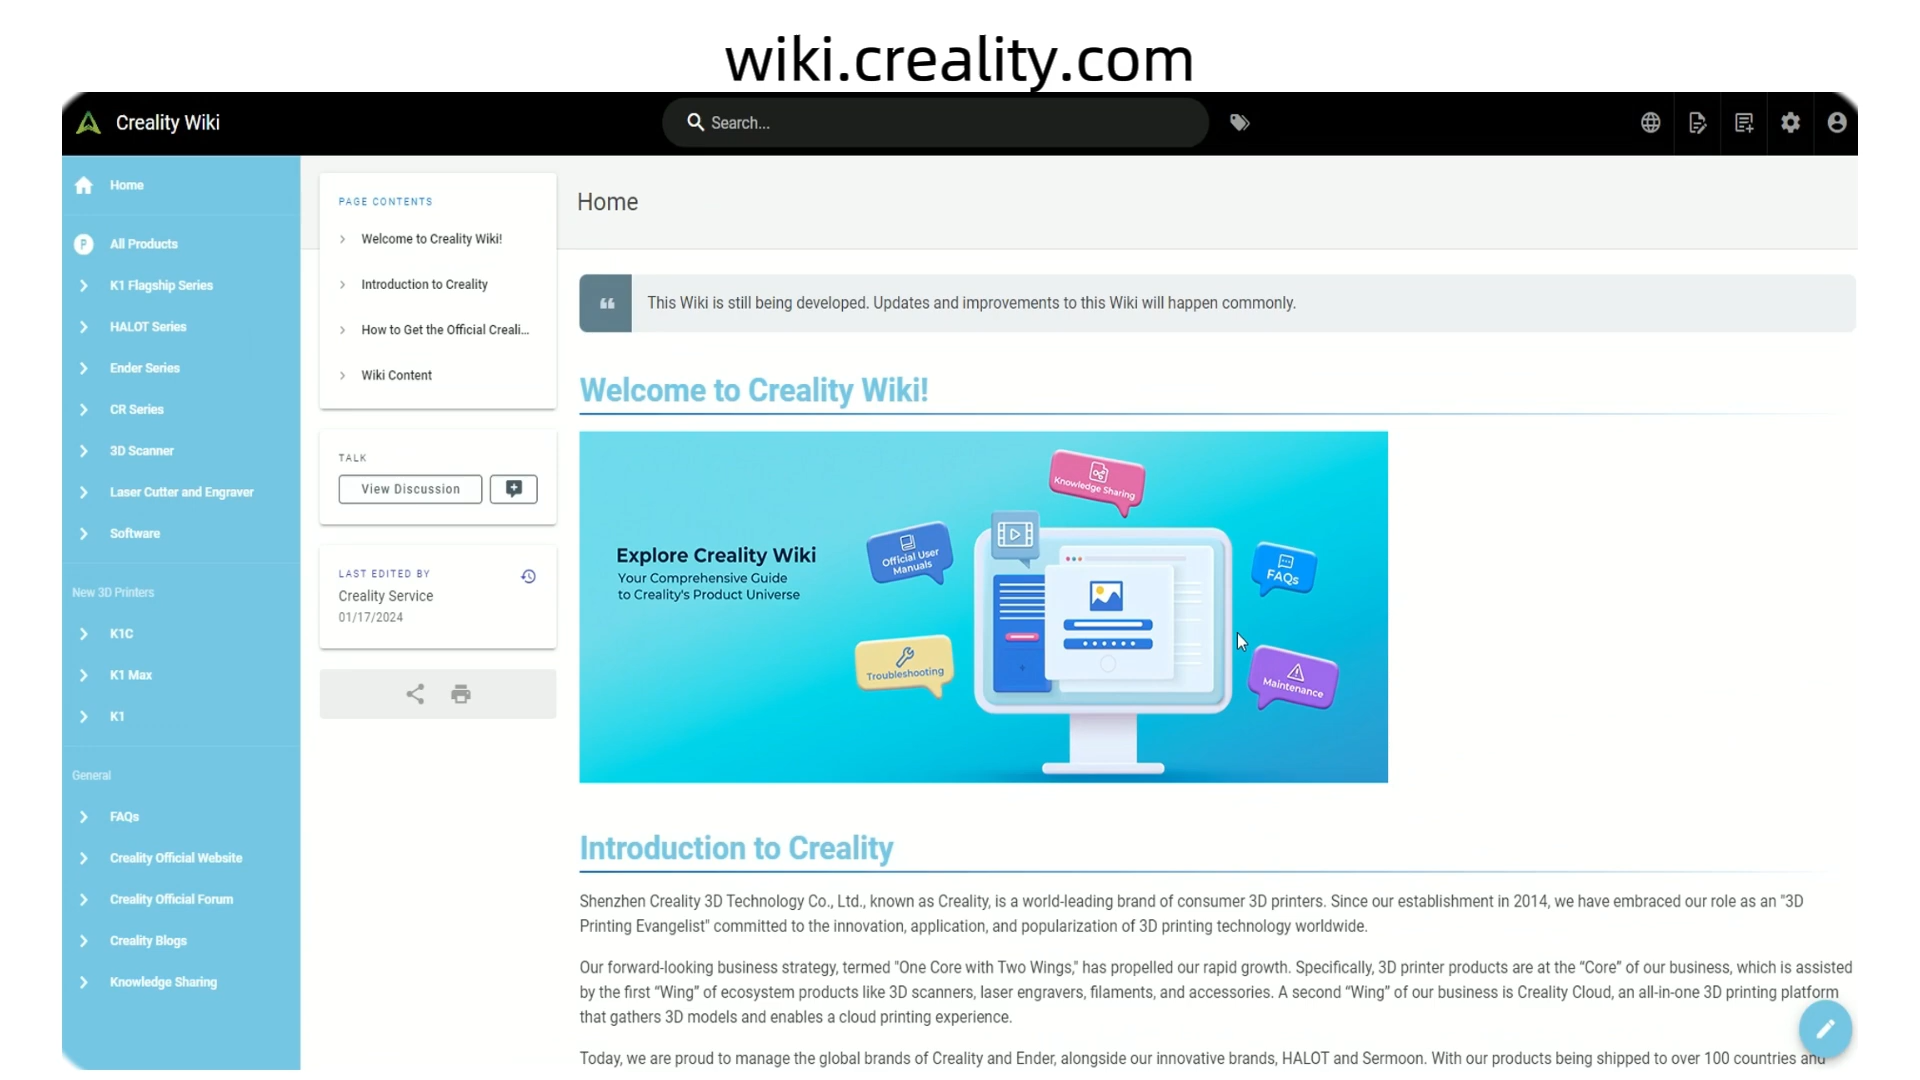 wiki.creality.com
Creality Wiki
Search...
Home
P
All Products
K1 Flagship Series
HALOT Series
Ender Series
CR Series
3D Scanner
Laser Cutter and Engraver
Software
New 3D Printers
K1C
K1 Max
K1
General
FAQs
Creality Official Website
Creality Official Forum
Creality Blogs
Knowledge Sharing
PAGE CONTENTS
Welcome to Creality Wiki!
Introduction to Creality
How to Get the Official Creali...
Wiki Content
TALK
View Discussion
LAST EDITED BY
Creality Service
01/17/2024
Home
This Wiki is still being developed. Updates and improvements to this Wiki will happen commonly.
Welcome to Creality Wiki!
Explore Creality Wiki
Your Comprehensive Guide
to Creality's Product Universe
Knowledge Sharing
Official User
Manuals
FAQs
Troubleshooting
Maintenance
Introduction to Creality
Shenzhen Creality 3D Technology Co., Ltd., known as Creality, is a world-leading brand of consumer 3D printers. Since our establishment in 2014, we have embraced our role as an "3D
Printing Evangelist" committed to the innovation, application, and popularization of 3D printing technology worldwide.
Our forward-looking business strategy, termed "One Core with Two Wings," has propelled our rapid growth. Specifically, 3D printer products are at the “Core” of our business, which is assisted
by the first “Wing” of ecosystem products like 3D scanners, laser engravers, filaments, and accessories. A second “Wing” of our business is Creality Cloud, an all-in-one 3D printing platform
that gathers 3D models and enables a cloud printing experience.
Today, we are proud to manage the global brands of Creality and Ender, alongside our innovative brands, HALOT and Sermoon. With our products being shipped to over 100 countries and